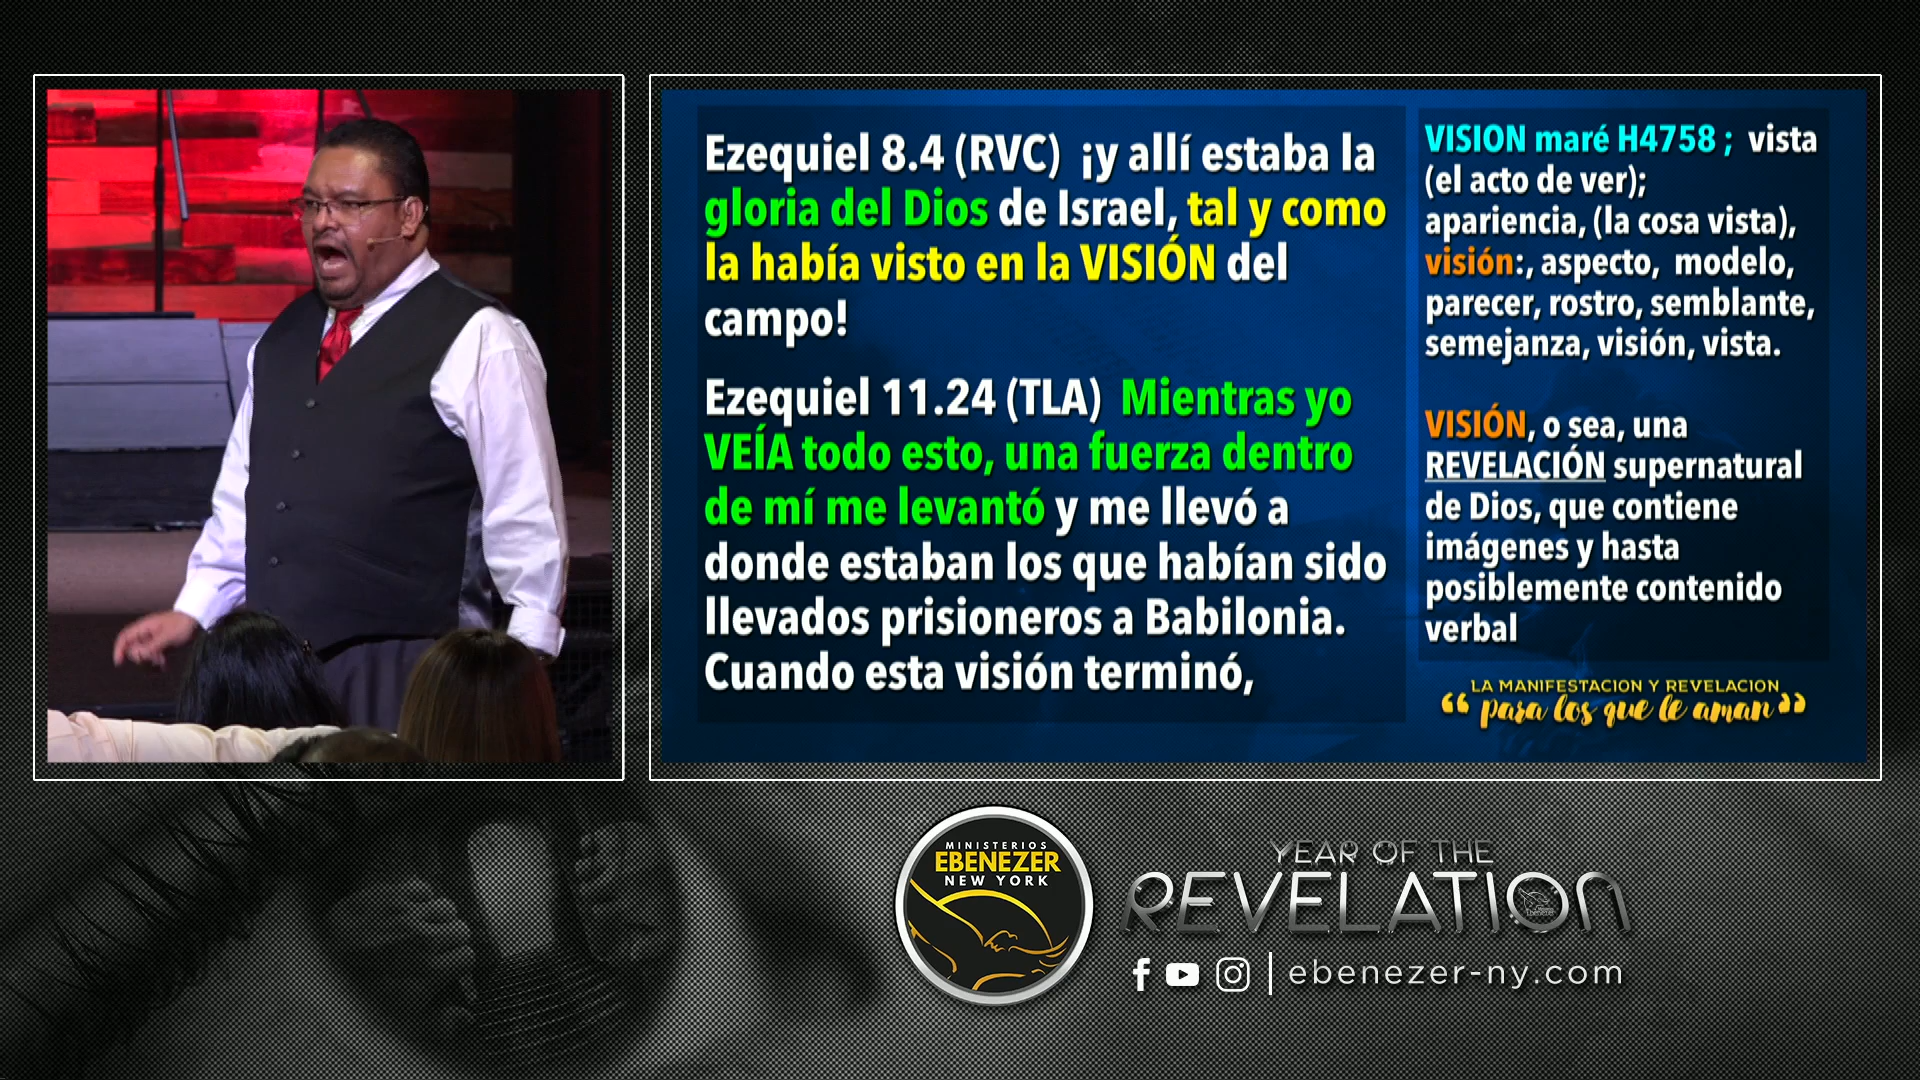 Ezequiel 8.4 (RVC) ¡y allí estaba la
gloria del Dios de Israel, tal y como
la había visto en la VISIÓN del
campo!
Ezequiel 11.24 (TLA) Mientras yo
VEÍA todo esto, una fuerza dentro
de mí me levantó y me llevó a
donde estaban los que habían sido
llevados prisioneros a Babilonia.
Cuando esta visión terminó,
VISION maré H4758 ; vista
(el acto de ver);
apariencia, (la cosa vista),
visión:, aspecto, modelo,
parecer, rostro, semblante,
semejanza, visión, vista.
VISIÓN, o sea, una
REVELACIÓN supernatural
de Dios, que contiene
imágenes y hasta
posiblemente contenido
verbal
LA MANIFESTACION Y REVELACION
“para los que le aman”
MINISTERIOS
EBENEZER
NEW YORK
YEAR OF THE
REVELATION
ebenezer-ny.com